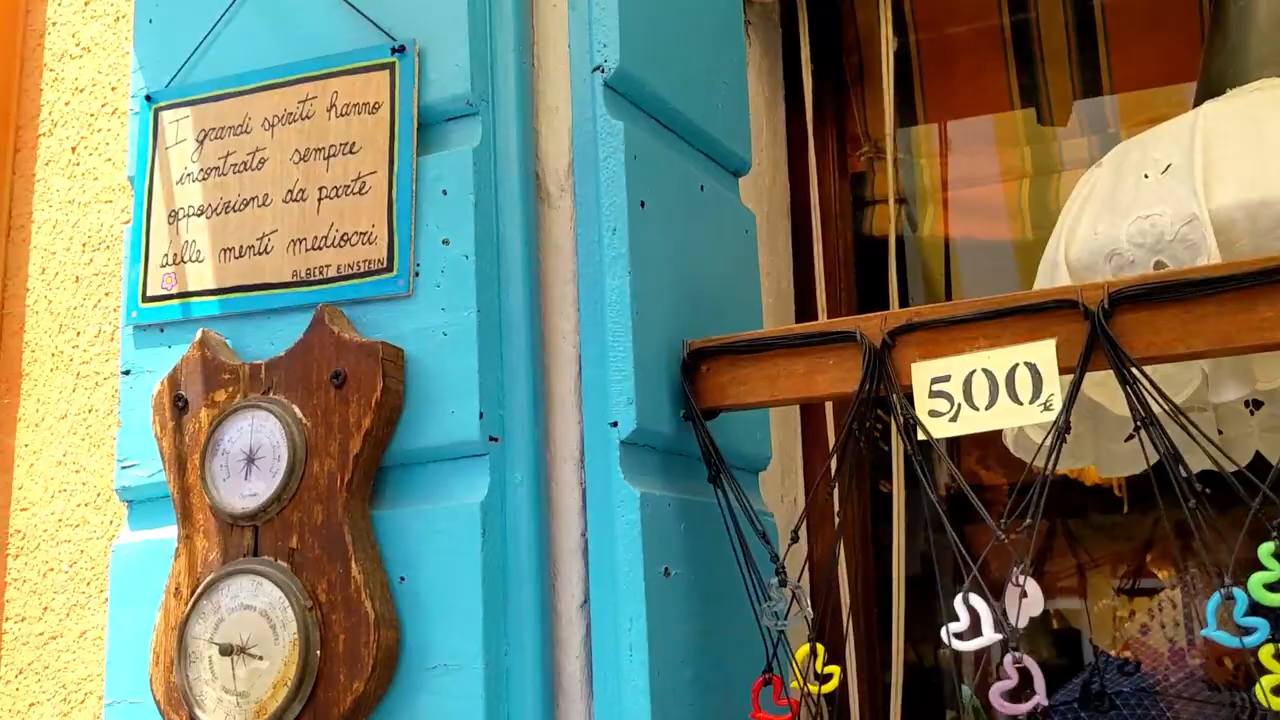 I grandi spiriti hanno
incontrato sempre
opposizione da parte
delle menti mediocri.
ALBERT EINSTEIN
5,00 €